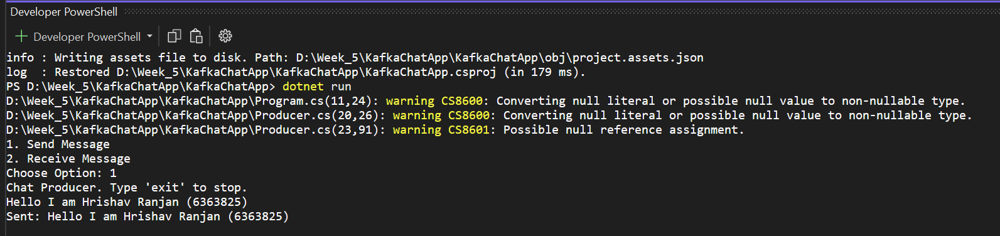 Developer PowerShell
Developer PowerShell
info : Writing assets file to disk. Path: D:\Week_5\KafkaChatApp\KafkaChatApp\obj\project.assets.json
log  : Restored D:\Week_5\KafkaChatApp\KafkaChatApp\KafkaChatApp.csproj (in 179 ms).
PS D:\Week_5\KafkaChatApp\KafkaChatApp> dotnet run
D:\Week_5\KafkaChatApp\KafkaChatApp\Program.cs(11,24): warning CS8600: Converting null literal or possible null value to non-nullable type.
D:\Week_5\KafkaChatApp\KafkaChatApp\Producer.cs(20,26): warning CS8600: Converting null literal or possible null value to non-nullable type.
D:\Week_5\KafkaChatApp\KafkaChatApp\Producer.cs(23,91): warning CS8601: Possible null reference assignment.
1. Send Message
2. Receive Message
Choose Option: 1
Chat Producer. Type 'exit' to stop.
Hello I am Hrishav Ranjan (6363825)
Sent: Hello I am Hrishav Ranjan (6363825)